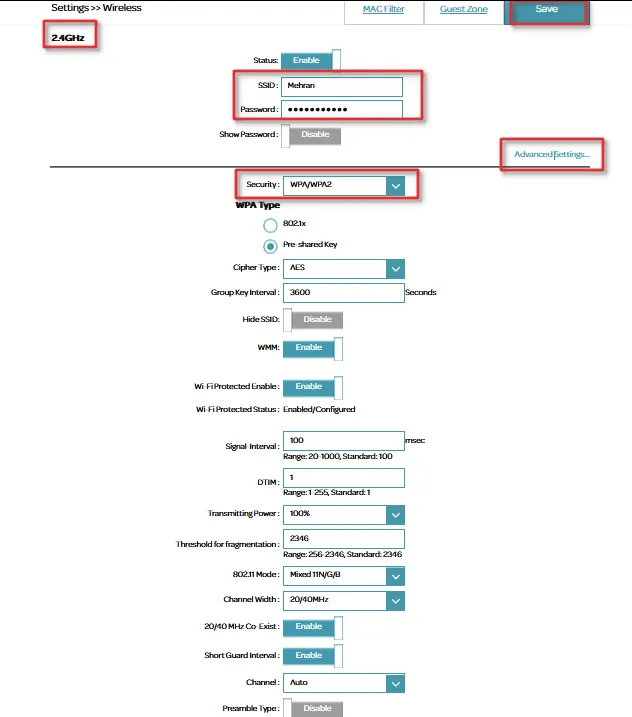 Settings >> Wireless
MAC Filter
Guest Zone
Save
2.4GHz
Status:
Enable
SSID :
Mehran
Password :
•••••••••••
Show Password :
Disable
Advanced Settings...
Security :
WPA/WPA2
WPA Type
802.1x
Pre-shared Key
Cipher Type :
AES
Group Key Interval :
3600
Seconds
Hide SSID:
Disable
WMM:
Enable
Wi-Fi Protected Enable :
Enable
Wi-Fi Protected Status :
Enabled/Configured
Signal-Interval :
100
msec
Range: 20-1000, Standard: 100
DTIM :
1
Range: 1-255, Standard: 1
Transmitting Power :
100%
Threshold for fragmentation :
2346
Range: 256-2346, Standard: 2346
802.11 Mode :
Mixed 11N/G/B
Channel Width :
20/40MHz
20/40 MHz Co-Exist :
Enable
Short Guard Interval :
Enable
Channel :
Auto
Preamble Type :
Disable